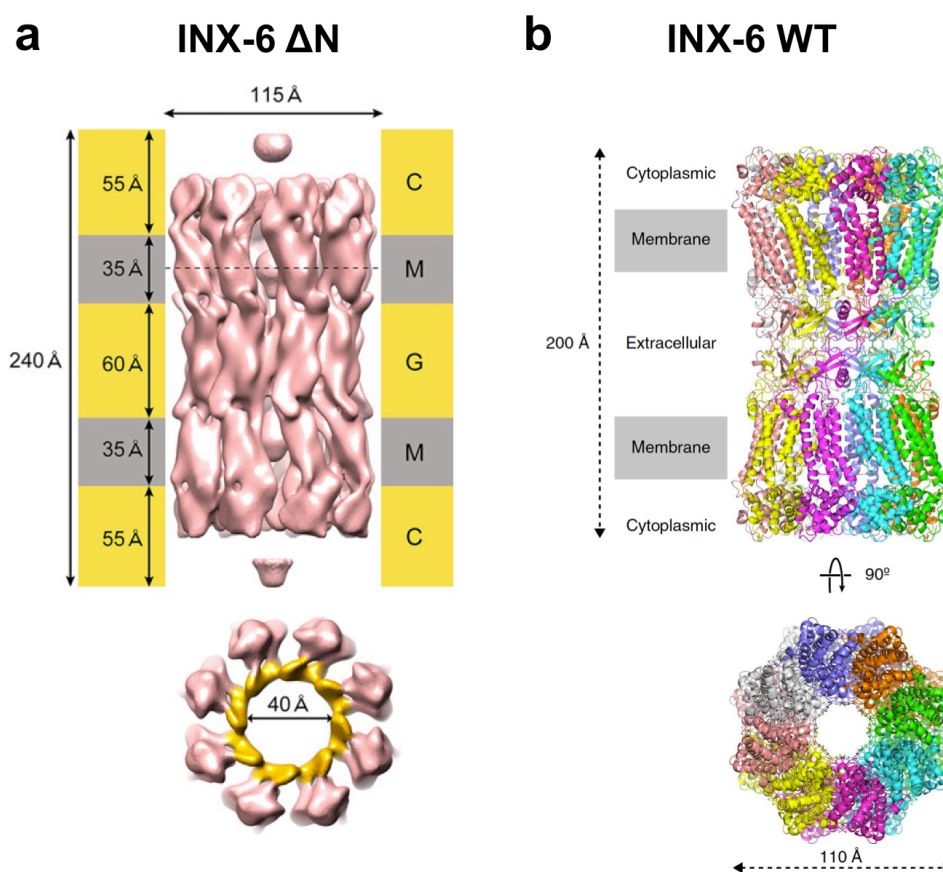 a INX-6 ΔN
115 Å
55 Å C
35 Å M
240 Å 60 Å G
35 Å M
55 Å C
40 Å
b INX-6 WT
Cytoplasmic
Membrane
200 Å Extracellular
Membrane
Cytoplasmic
90º
110 Å